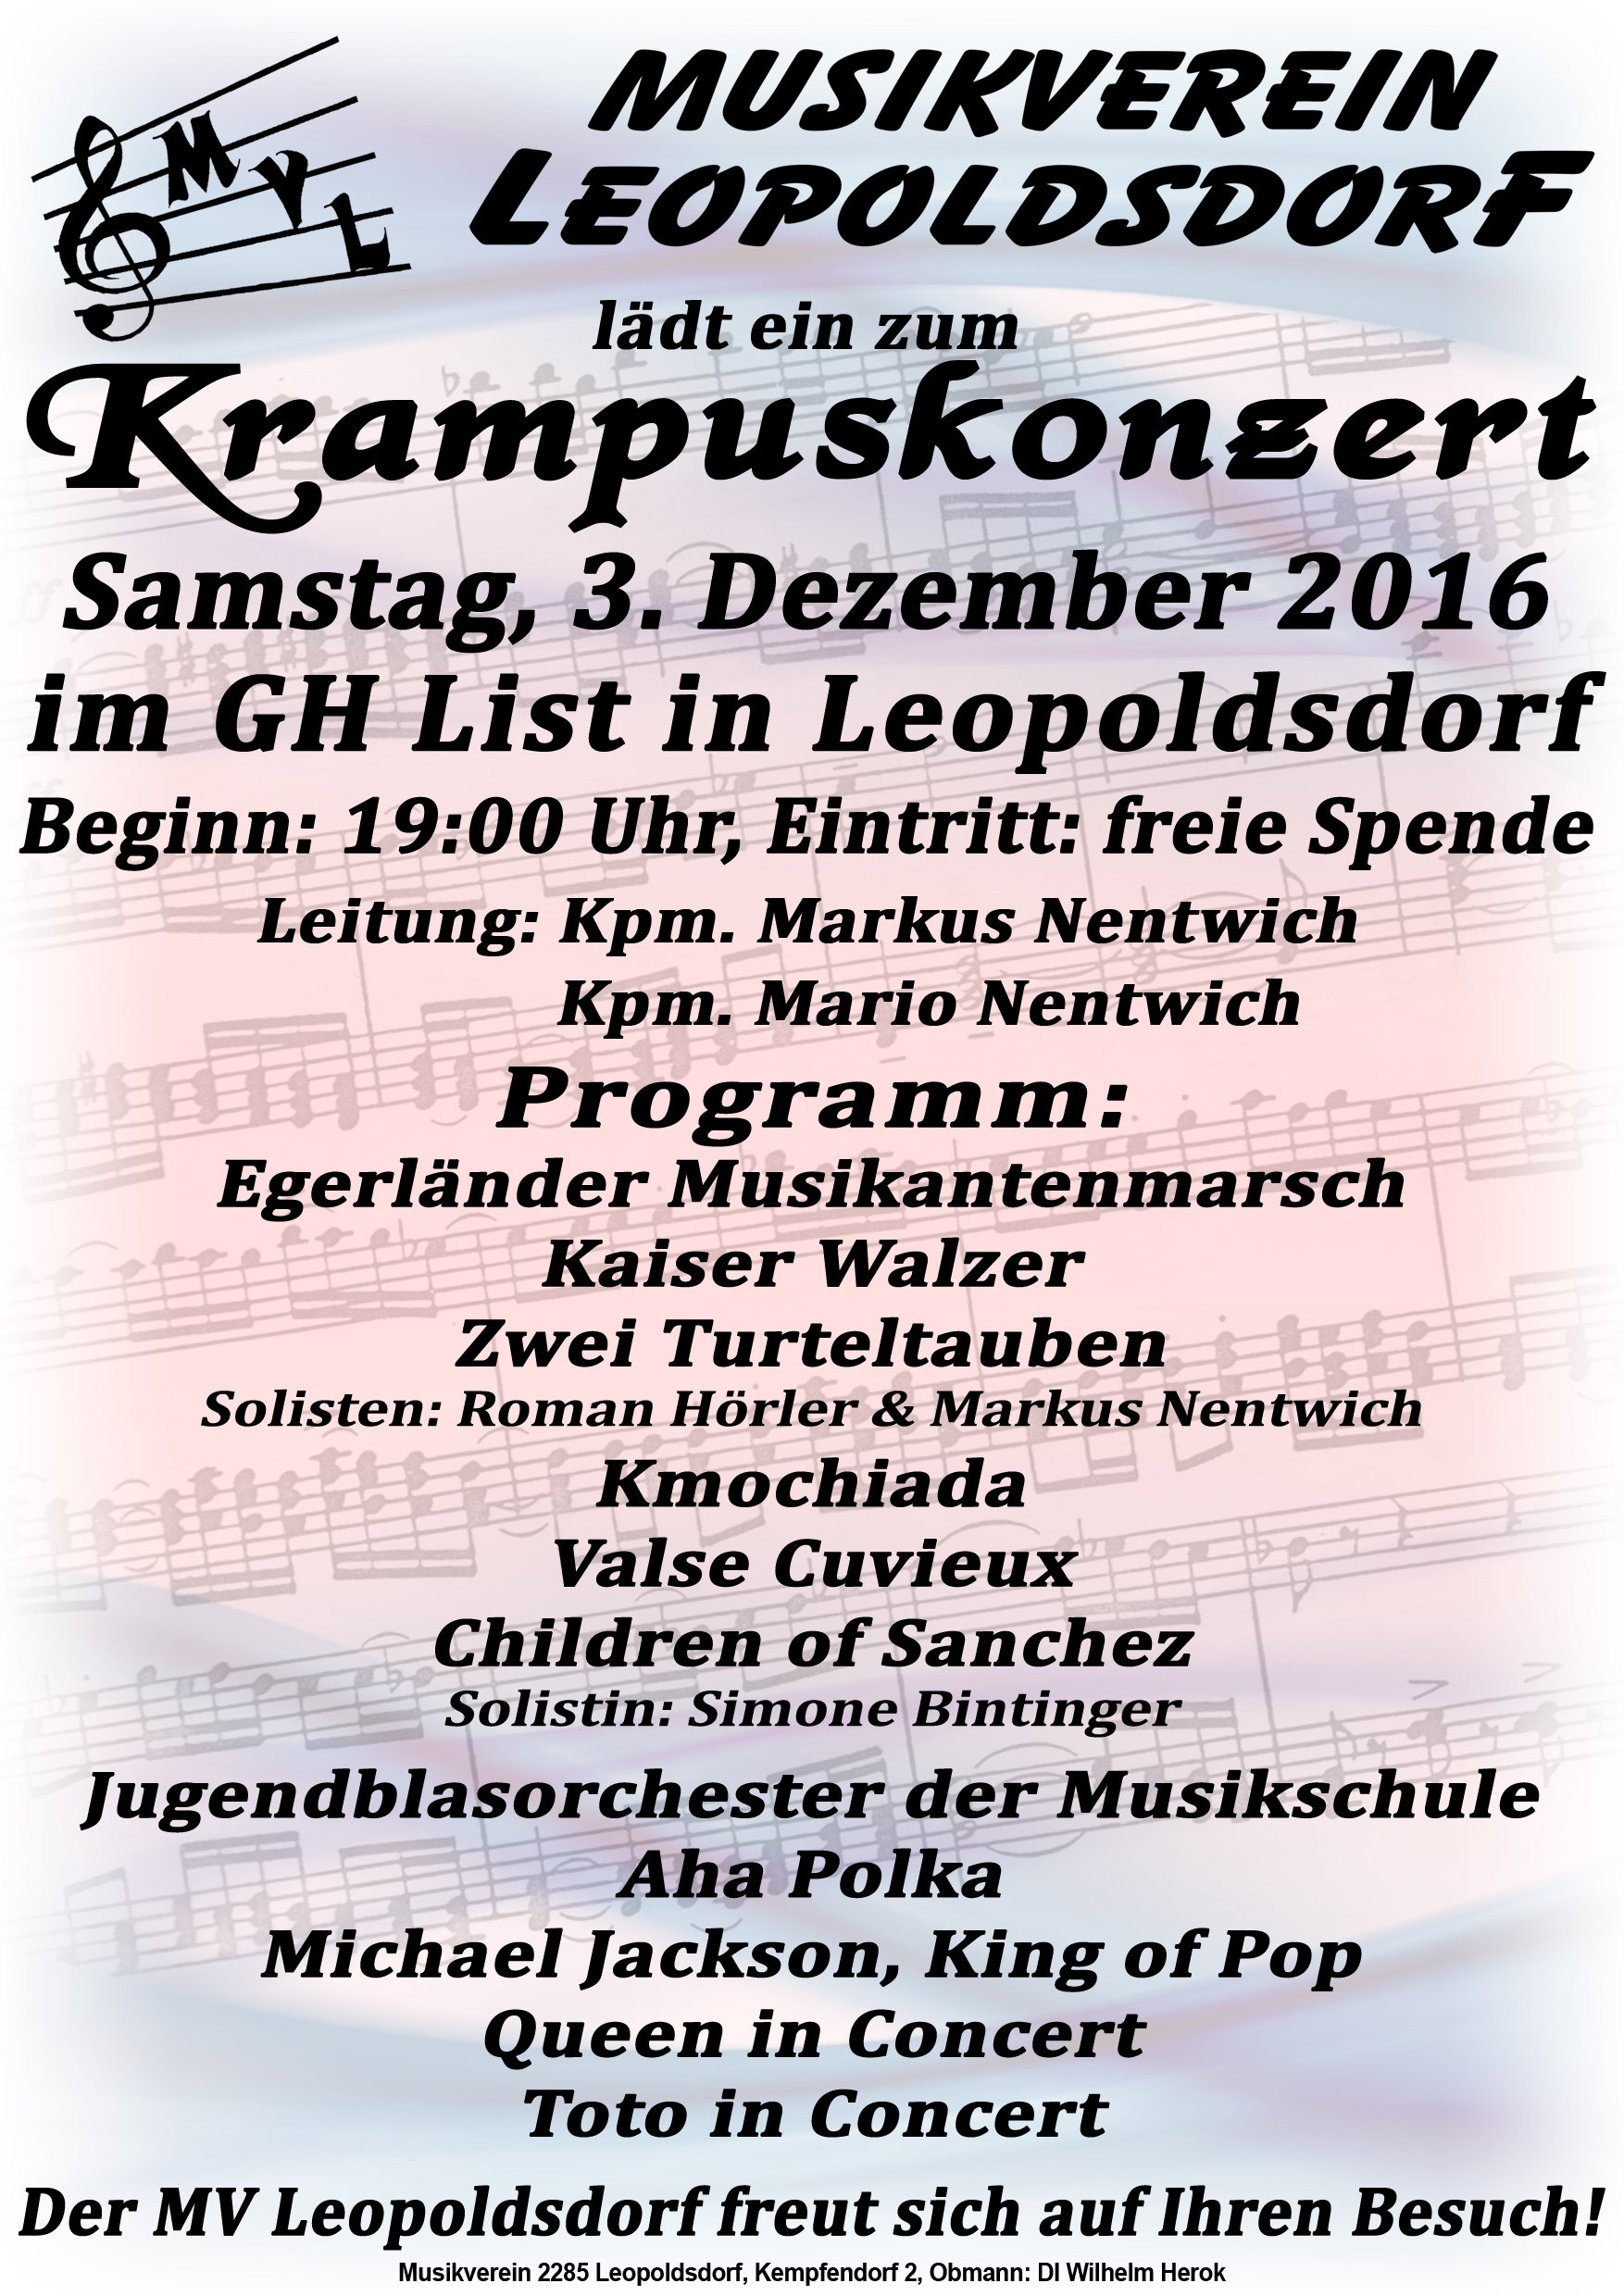 MVL
MUSIKVEREIN
LEOPOLDSDORF
lädt ein zum
Krampuskonzert
Samstag, 3. Dezember 2016
im GH List in Leopoldsdorf
Beginn: 19:00 Uhr, Eintritt: freie Spende
Leitung: Kpm. Markus Nentwich
Kpm. Mario Nentwich
Programm:
Egerländer Musikantenmarsch
Kaiser Walzer
Zwei Turteltauben
Solisten: Roman Hörler & Markus Nentwich
Kmochiada
Valse Cuvieux
Children of Sanchez
Solistin: Simone Bintinger
Jugendblasorchester der Musikschule
Aha Polka
Michael Jackson, King of Pop
Queen in Concert
Toto in Concert
Der MV Leopoldsdorf freut sich auf Ihren Besuch!
Musikverein 2285 Leopoldsdorf, Kempfendorf 2, Obmann: DI Wilhelm Herok